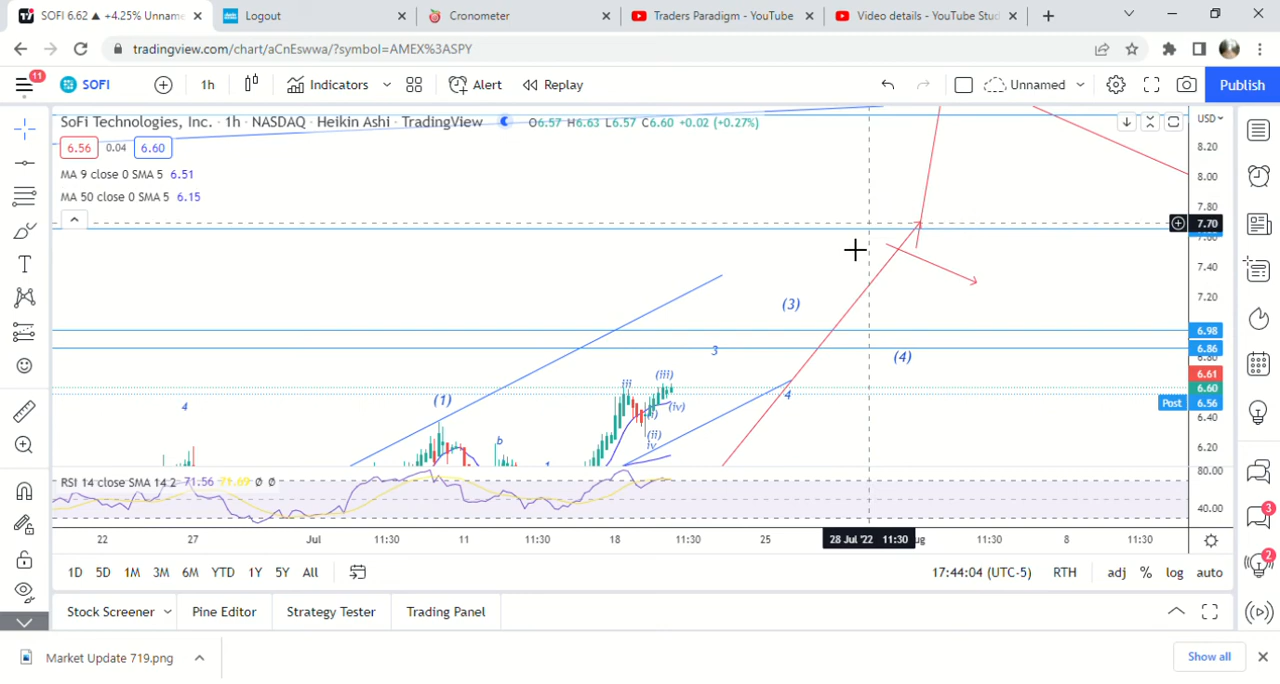 SOFI 6.62 ▲ +4.25% Unname
Logout
Cronometer
Traders Paradigm - YouTube
Video details - YouTube Stud
tradingview.com/chart/aCnEswwa/?symbol=AMEX%3ASPY
11
SOFI
1h
Indicators
Alert
Replay
Unnamed
Publish
SoFi Technologies, Inc. · 1h · NASDAQ · Heikin Ashi · TradingView
O6.57 H6.63 L6.57 C6.60 +0.02 (+0.27%)
USD
6.56 0.04 6.60
MA 9 close 0 SMA 5 6.51
MA 50 close 0 SMA 5 6.15
8.20
8.00
7.80
7.70
7.40
7.20
6.98
6.86
6.80
6.61
6.60
Post 6.56
6.40
6.20
80.00
40.00
(3)
3
(4)
(iii)
iii
4
(1)
4
(iv)
(i)
(ii)
iv
b
1
RSI 14 close SMA 14 2 71.56 71.69 Ø Ø
22 27 Jul 11:30 11 11:30 18 11:30 25 28 Jul '22 11:30 ug 11:30 8 11:30
1D 5D 1M 3M 6M YTD 1Y 5Y All
17:44:04 (UTC-5) RTH adj % log auto
Stock Screener Pine Editor Strategy Tester Trading Panel
3
2
Market Update 719.png
Show all